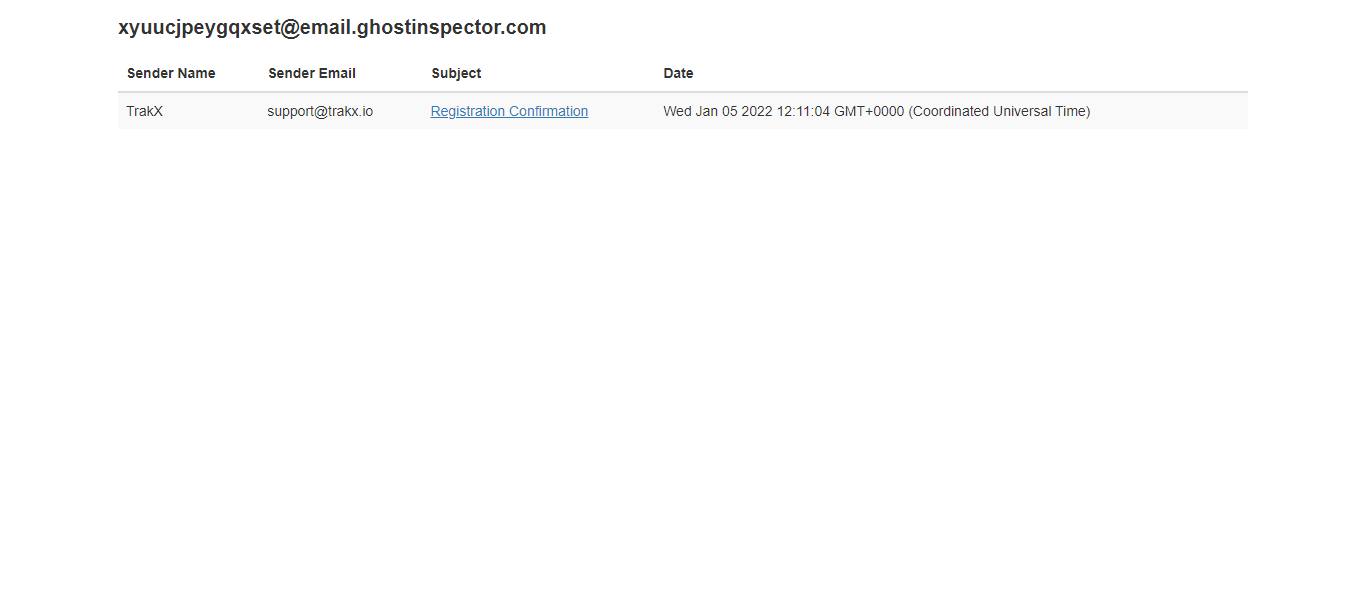 xyuucjpeygqxset@email.ghostinspector.com
Sender Name Sender Email Subject Date
TrakX support@trakx.io Registration Confirmation Wed Jan 05 2022 12:11:04 GMT+0000 (Coordinated Universal Time)